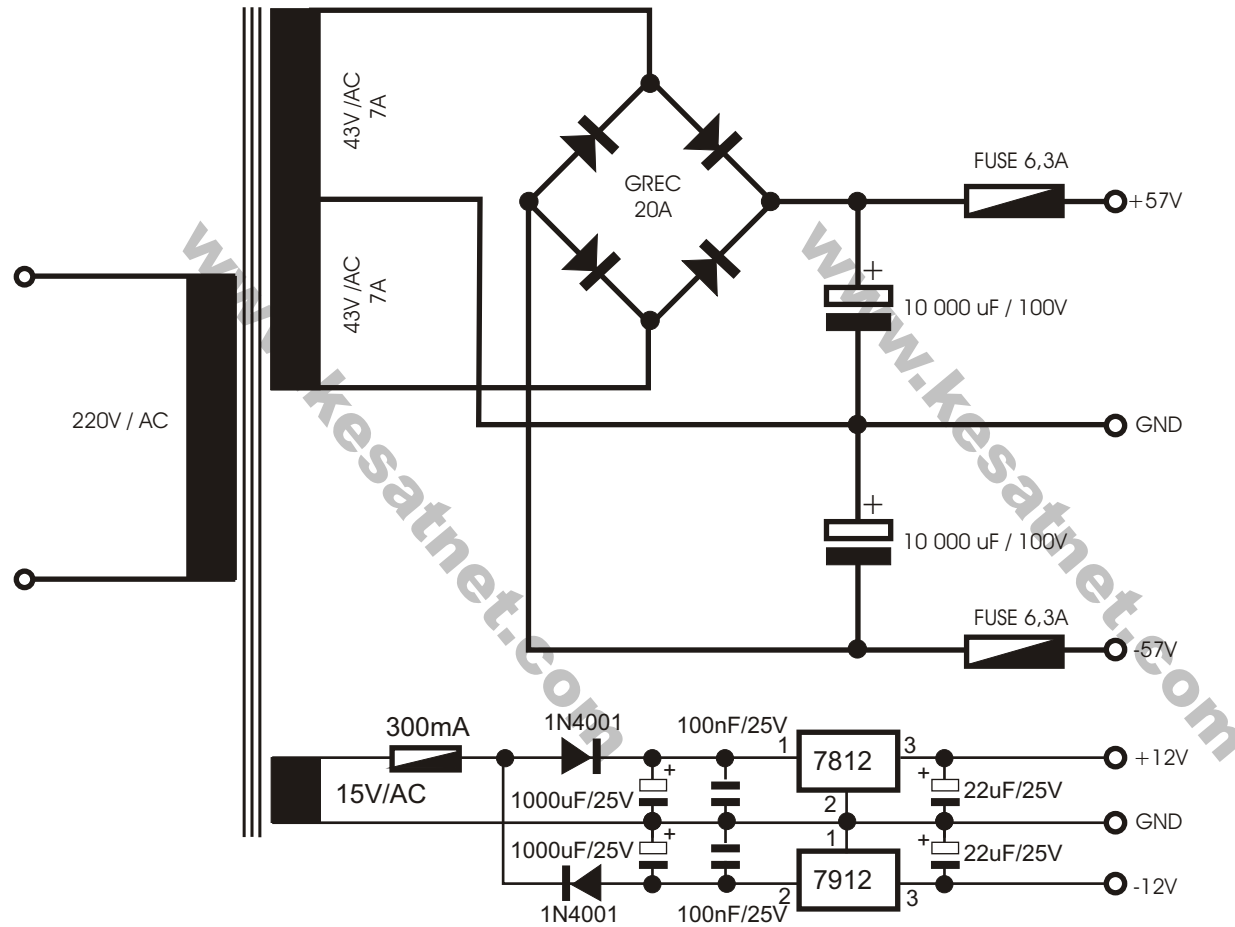 43V /AC
7A
43V /AC
7A
220V / AC
GREC
20A
FUSE 6,3A
+57V
+
10 000 uF / 100V
GND
+
10 000 uF / 100V
FUSE 6,3A
-57V
www.kesatnet.com
www.kesatnet.com
300mA
15V/AC
1N4001
100nF/25V
+
1000uF/25V
1
7812
3
2
+
22uF/25V
+12V
GND
+
1000uF/25V
1
7912
2
3
+
22uF/25V
-12V
1N4001
100nF/25V